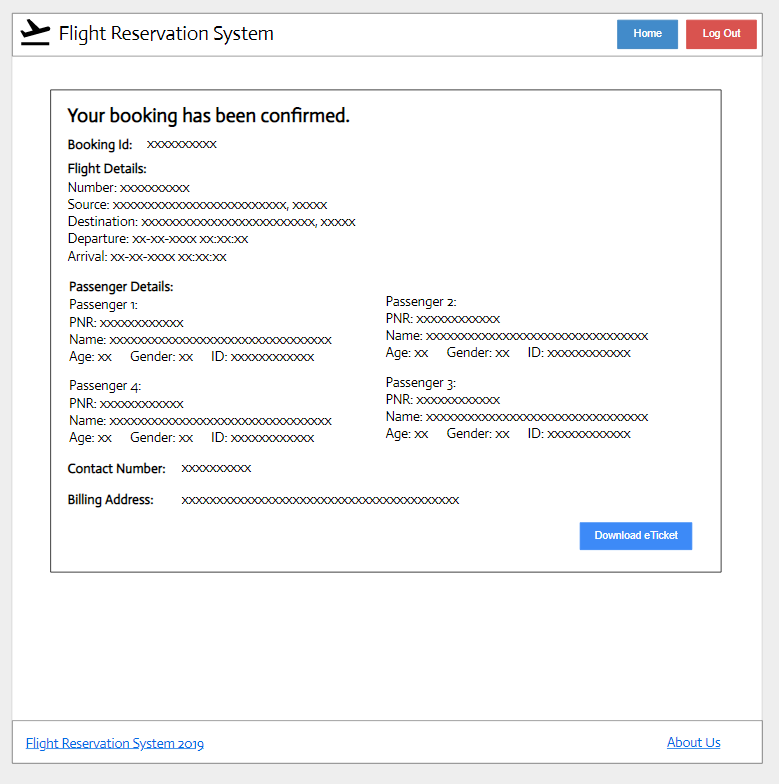 Flight Reservation System
Home
Log Out
Your booking has been confirmed.
Booking Id: xxxxxxxxxx
Flight Details:
Number: xxxxxxxxxx
Source: xxxxxxxxxxxxxxxxxxxxxxxxx, xxxxx
Destination: xxxxxxxxxxxxxxxxxxxxxxxxx, xxxxx
Departure: xx-xx-xxxx xx:xx:xx
Arrival: xx-xx-xxxx xx:xx:xx
Passenger Details:
Passenger 1:
PNR: xxxxxxxxxxxx
Name: xxxxxxxxxxxxxxxxxxxxxxxxxxxxxxxx
Age: xx Gender: xx ID: xxxxxxxxxxxx
Passenger 2:
PNR: xxxxxxxxxxxx
Name: xxxxxxxxxxxxxxxxxxxxxxxxxxxxxxxx
Age: xx Gender: xx ID: xxxxxxxxxxxx
Passenger 4:
PNR: xxxxxxxxxxxx
Name: xxxxxxxxxxxxxxxxxxxxxxxxxxxxxxxx
Age: xx Gender: xx ID: xxxxxxxxxxxx
Passenger 3:
PNR: xxxxxxxxxxxx
Name: xxxxxxxxxxxxxxxxxxxxxxxxxxxxxxxx
Age: xx Gender: xx ID: xxxxxxxxxxxx
Contact Number: xxxxxxxxxx
Billing Address: xxxxxxxxxxxxxxxxxxxxxxxxxxxxxxxxxxxxxxxx
Download eTicket
Flight Reservation System 2019
About Us